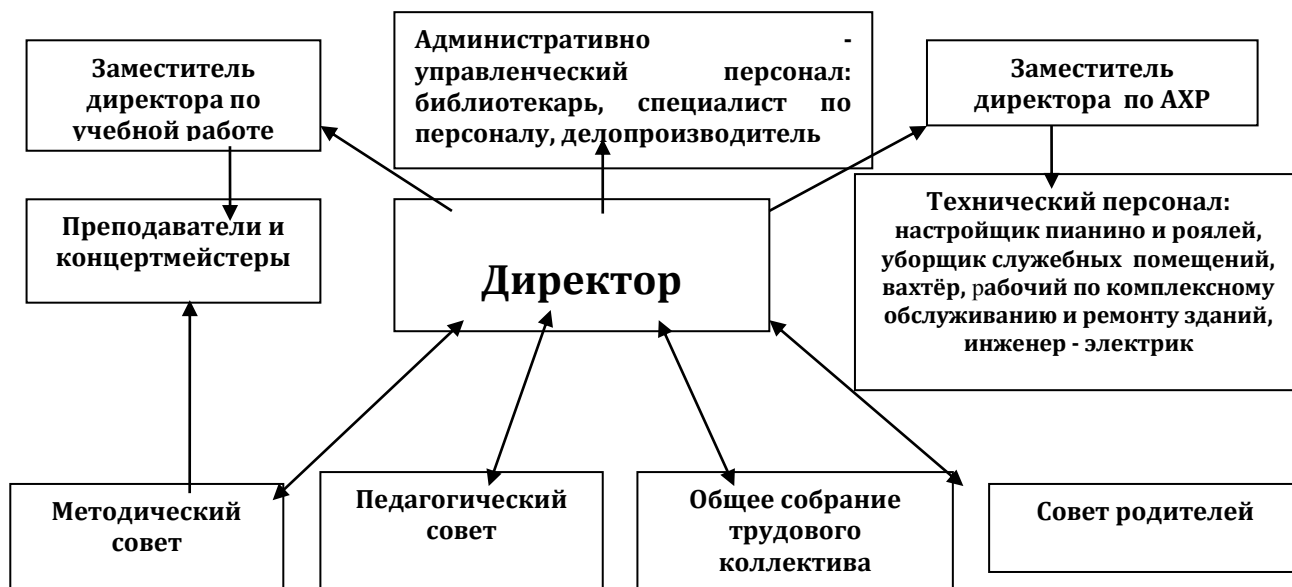 Заместитель
директора по
учебной работе
Административно -
управленческий персонал:
библиотекарь, специалист по
персоналу, делопроизводитель
Заместитель
директора по АХР
Преподаватели и
концертмейстеры
Директор
Технический персонал:
настройщик пианино и роялей,
уборщик служебных помещений,
вахтёр, рабочий по комплексному
обслуживанию и ремонту зданий,
инженер - электрик
Методический
совет
Педагогический
совет
Общее собрание
трудового
коллектива
Совет родителей